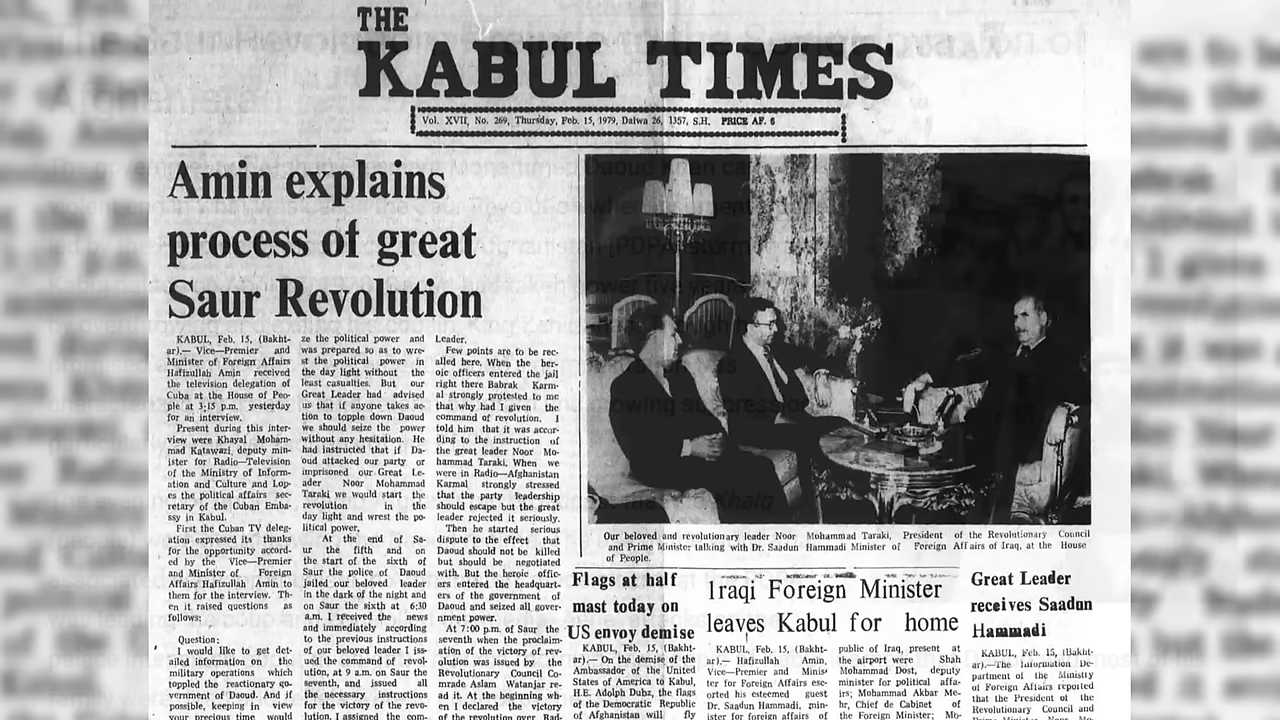 THE
KABUL TIMES
Vol. XVII, No. 269, Thursday, Feb. 15, 1979, Dalwa 26, 1357, S.H. PRICE AF. 6
Amin explains
process of great
Saur Revolution
KABUL, Feb. 15, (Bakht-
ar).— Vice—Premier and
Minister of Foreign Affairs
Hafizullah Amin received
the television delegation of
Cuba at the House of Peo-
ple at 3:15 p.m. yesterday
for an interview.
Present during this inter-
view were Khayal Moham-
mad Katawazi, deputy min-
ister for Radio—Television
of the Ministry of Inform-
ation and Culture and Lop-
es the political affairs sec-
retary of the Cuban Emba-
ssy in Kabul.
First the Cuban TV deleg-
ation expressed its thanks
for the opportunity accord-
ed by the Vice—Premier
and Minister of Foreign
Affairs Hafizullah Amin to
them for the interview. Th-
en it raised questions as
follows:
Question:
I would like to get det-
ailed information on the
military operations which
toppled the reactionary go-
vernment of Daoud. And if
possible, keeping in view
your precious time would
ze the political power and
was prepared so as to wre-
at the political power in
the day light without the
least casualties. But our
Great Leader had advised
us that if anyone takes ac-
tion to topple down Daoud
we should seize the power
without any hesitation. He
had instructed that if Da-
oud attacked our party or
imprisoned our Great Le-
ader Noor Mohammad
Taraki we would start the
revolution in the
day light and wrest the po-
litical power.
At the end of Sa-
ur the fifth and on
the start of the sixth of
Saur the police of Daoud
jailed our beloved leader
in the dark of the night and
on Saur the sixth at 6:30
a.m. I received the news
and immediately according
to the previous instructions
of our beloved leader I iss-
ued the command of revol-
ution, at 9 a.m. on Saur the
seventh, and issued all
the necessary instructions
for the victory of the revo-
lution. I assigned the com-
Leader.
Few points are to be rec-
alled here. When the her-
oic officers entered the jail
right there Babrak Karm-
al strongly protested to me
that why had I given the
command of revolution. I
told him that it was accor-
ding to the instruction of
the great leader Noor Mo-
hammad Taraki. When we
were in Radio—Afghanistan
Karmal strongly stressed
that the party leadership
should escape but the great
leader rejected it seriously.
Then he started serious
dispute to the effect that
Daoud should not be killed
but should be negotiated
with. But the heroic offic-
ers entered the headquart-
ers of the government of
Daoud and seized all gover-
nment power.
At 7:00 p.m. of Saur the
seventh when the proclaim-
ation of the victory of rev-
olution was issued by the
Revolutionary Council Co-
mrade Aslam Watanjar re-
ad it. At the beginning wh-
en I declared the victory
of the revolution over Rad-
Our beloved and revolutionary leader Noor Mohammad Taraki, President of the Revolutionary Council
and Prime Minister talking with Dr. Saadun Hammadi Minister of Foreign Affairs of Iraq, at the House
of People.
Flags at half
mast today on
US envoy demise
KABUL, Feb. 15, (Bakht-
ar).— On the demise of the
Ambassador of the United
States of America to Kabul,
H.E. Adolph Dubz, the flags
of the Democratic Republic
of Afghanistan will fly
Iraqi Foreign Minister
leaves Kabul for home
KABUL, Feb. 15, (Bakht-
ar).— Hafizullah Amin,
Vice—Premier and Minis-
ter for Foreign Affairs esc-
orted his esteemed guest
Dr. Saadun Hammadi, min-
ister for foreign affairs of
public of Iraq, present at
the airport were Shah
Mohammad Dost, deputy
minister for political affa-
irs; Mohammad Akbar Me-
hr, Chief de Cabinet of
the Foreign Minister; Mb-
Great Leader
receives Saadun
Hammadi
KABUL, Feb. 15, (Bakht-
ar).—The Information De-
partment of the Ministry
of Foreign Affairs reported
that the President of the
Revolutionary Council and